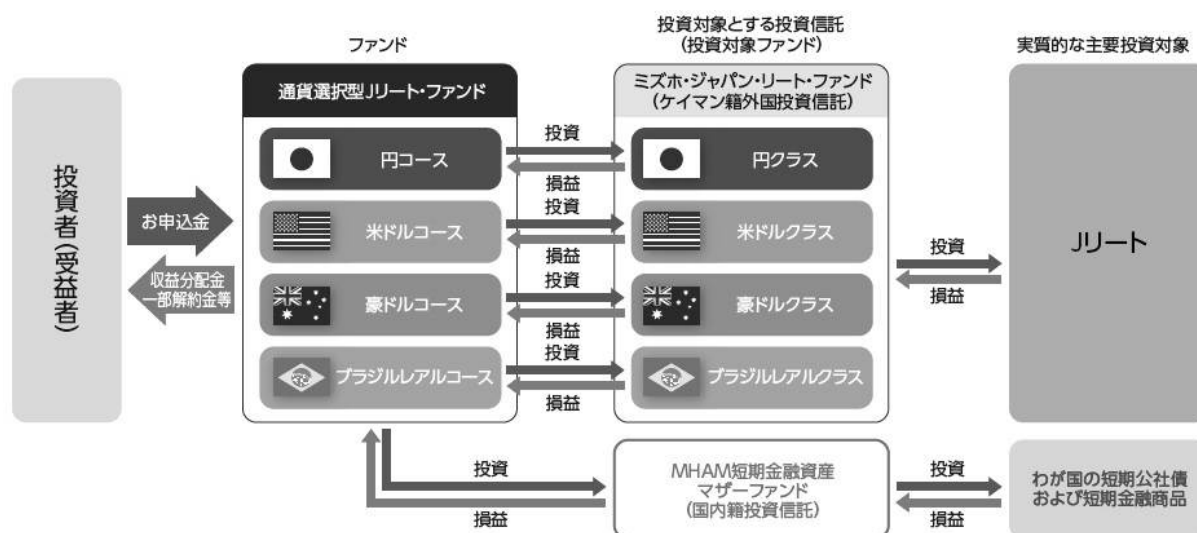 ファンド
投資対象とする投資信託
(投資対象ファンド)
実質的な主要投資対象
投資者(受益者)
お申込金
収益分配金
一部解約金等
通貨選択型Jリート・ファンド
円コース
米ドルコース
豪ドルコース
ブラジルレアルコース
投資
損益
投資
損益
投資
損益
投資
損益
ミズホ・ジャパン・リート・ファンド
(ケイマン籍外国投資信託)
円クラス
米ドルクラス
豪ドルクラス
ブラジルレアルクラス
投資
損益
Jリート
投資
損益
MHAM短期金融資産
マザーファンド
(国内籍投資信託)
投資
損益
わが国の短期公社債
および短期金融商品